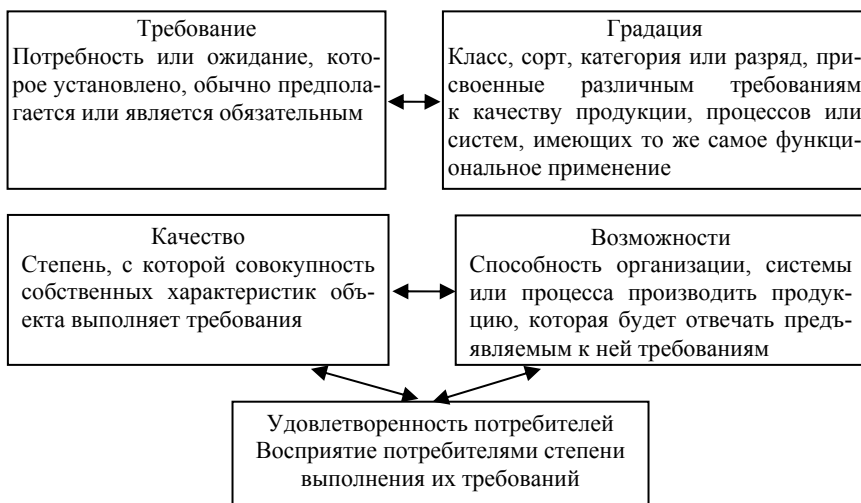 Требование
Потребность или ожидание, кото-
рое установлено, обычно предпола-
гается или является обязательным
Градация
Класс, сорт, категория или разряд, при-
своенные различным требованиям
к качеству продукции, процессов или
систем, имеющих то же самое функци-
ональное применение
Качество
Степень, с которой совокупность
собственных характеристик объ-
екта выполняет требования
Возможности
Способность организации, системы
или процесса производить продук-
цию, которая будет отвечать предъ-
являемым к ней требованиям
Удовлетворенность потребителей
Восприятие потребителями степени
выполнения их требований